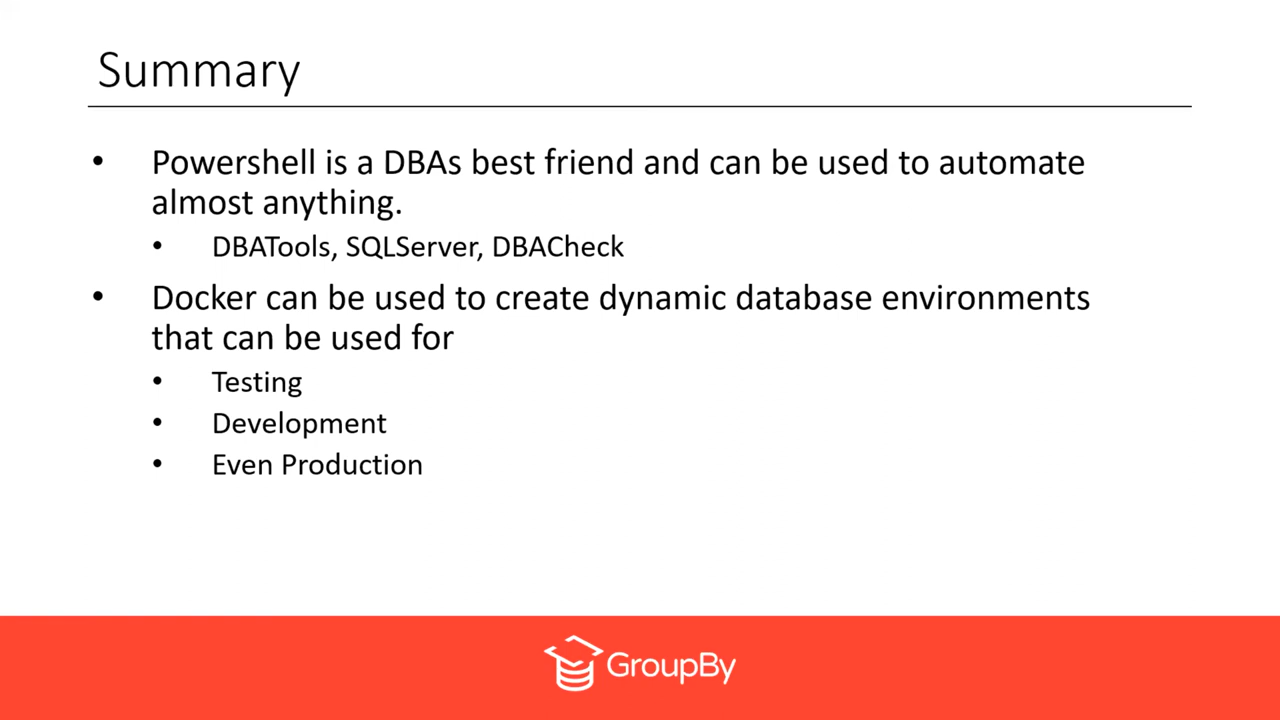 Summary
• Powershell is a DBAs best friend and can be used to automate
almost anything.
• DBATools, SQLServer, DBACheck
• Docker can be used to create dynamic database environments
that can be used for
• Testing
• Development
• Even Production
GroupBy